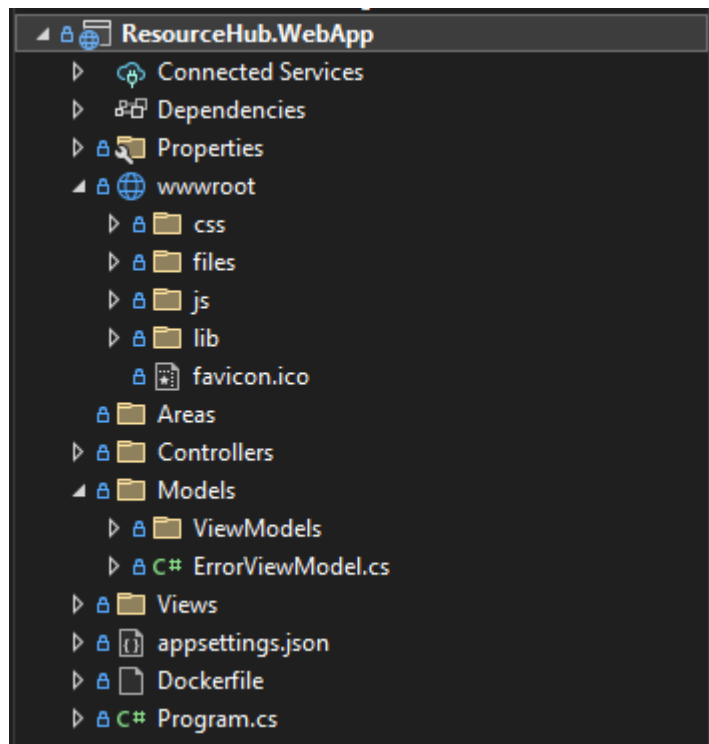 ResourceHub.WebApp
Connected Services
Dependencies
Properties
wwwroot
css
files
js
lib
favicon.ico
Areas
Controllers
Models
ViewModels
C# ErrorViewModel.cs
Views
appsettings.json
Dockerfile
C# Program.cs